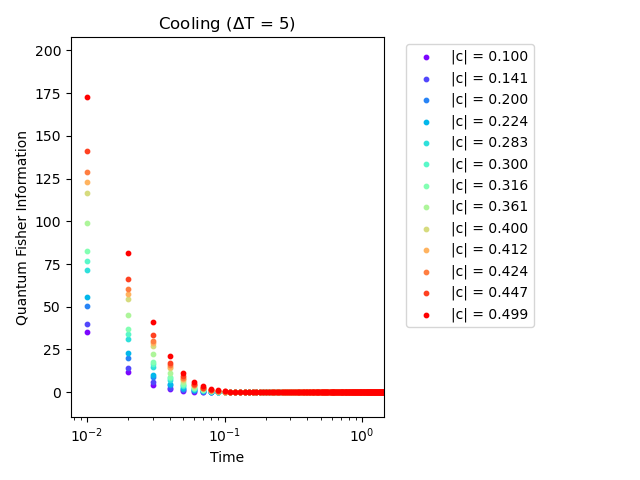 Cooling (ΔT = 5)
Quantum Fisher Information
200
175
150
125
100
75
50
25
0
10⁻²
10⁻¹
10⁰
Time
|c| = 0.100
|c| = 0.141
|c| = 0.200
|c| = 0.224
|c| = 0.283
|c| = 0.300
|c| = 0.316
|c| = 0.361
|c| = 0.400
|c| = 0.412
|c| = 0.424
|c| = 0.447
|c| = 0.499